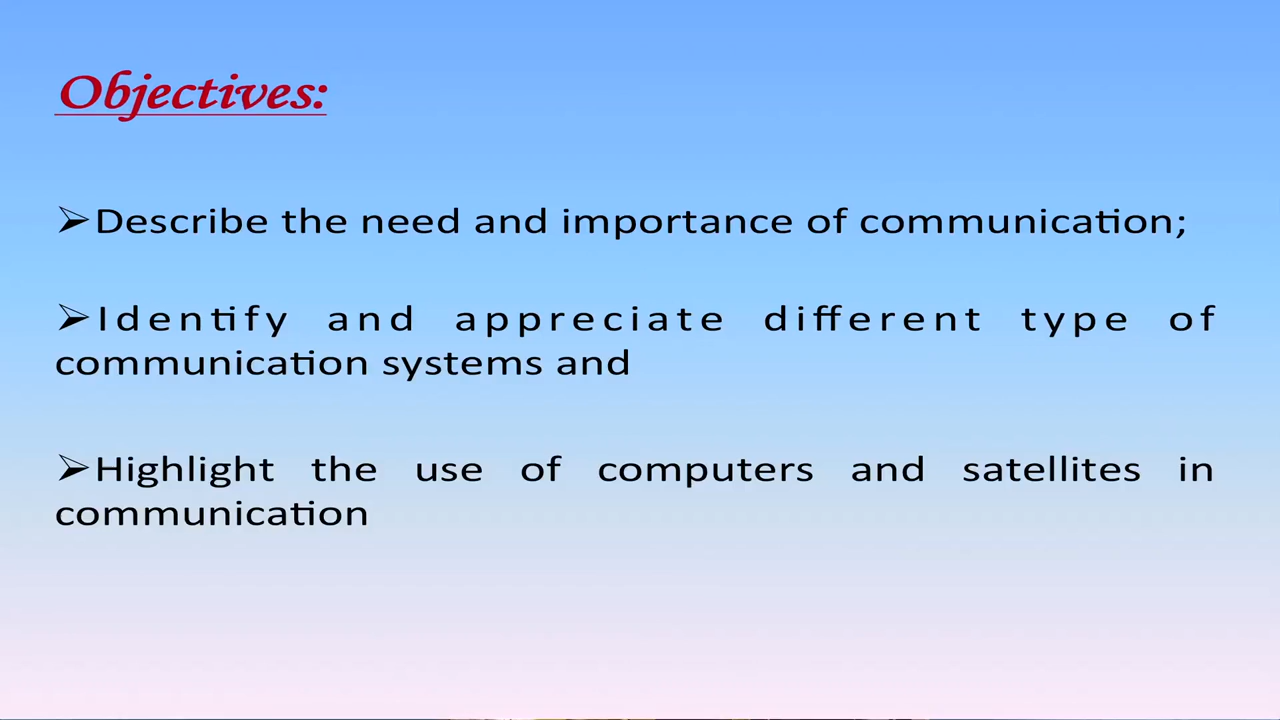 Objectives:
➢Describe the need and importance of communication;
➢Identify and appreciate different type of
communication systems and
➢Highlight the use of computers and satellites in
communication